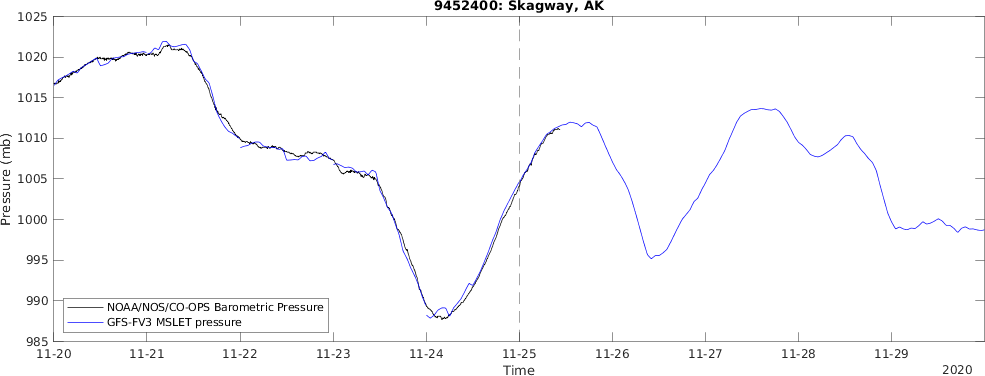 9452400: Skagway, AK
1025
1020
1015
1010
1005
1000
995
990
985
Pressure (mb)
NOAA/NOS/CO-OPS Barometric Pressure
GFS-FV3 MSLET pressure
11-20 11-21 11-22 11-23 11-24 11-25 11-26 11-27 11-28 11-29
Time
2020